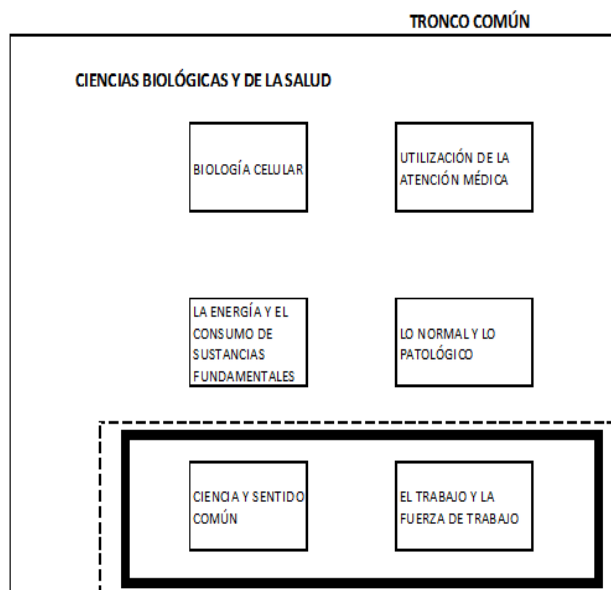 TRONCO COMÚN
CIENCIAS BIOLÓGICAS Y DE LA SALUD
BIOLOGÍA CELULAR
UTILIZACIÓN DE LA
ATENCIÓN MÉDICA
LA ENERGÍA Y EL
CONSUMO DE
SUSTANCIAS
FUNDAMENTALES
LO NORMAL Y LO
PATOLÓGICO
CIENCIA Y SENTIDO
COMÚN
EL TRABAJO Y LA
FUERZA DE TRABAJO